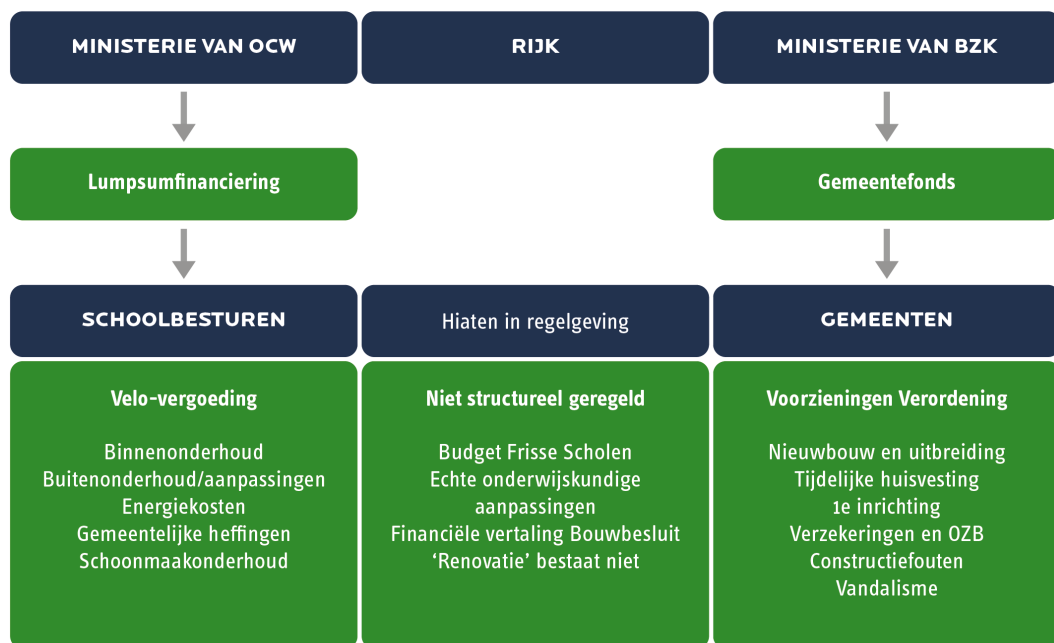 MINISTERIE VAN OCW
RIJK
MINISTERIE VAN BZK
Lumpsumfinanciering
Gemeentefonds
SCHOOLBESTUREN
Hiaten in regelgeving
GEMEENTEN
Velo-vergoeding
Binnenonderhoud
Buitenonderhoud/aanpassingen
Energiekosten
Gemeentelijke heffingen
Schoonmaakonderhoud
Niet structureel geregeld
Budget Frisse Scholen
Echte onderwijskundige
aanpassingen
Financiële vertaling Bouwbesluit
‘Renovatie’ bestaat niet
Voorzieningen Verordening
Nieuwbouw en uitbreiding
Tijdelijke huisvesting
1e inrichting
Verzekeringen en OZB
Constructiefouten
Vandalisme